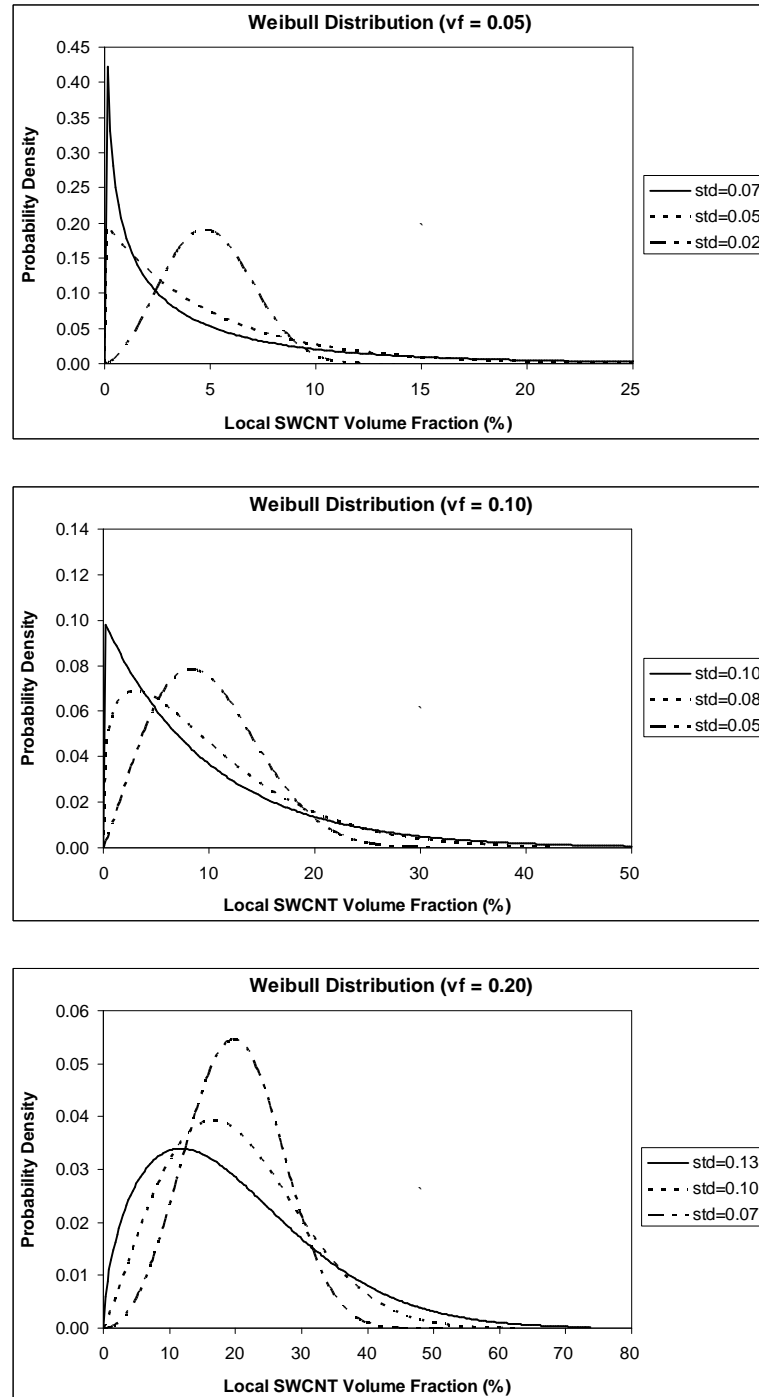 Weibull Distribution (vf = 0.05)
0.45
0.40
0.35
0.30
0.25
0.20
0.15
0.10
0.05
0.00
Probability Density
0 5 10 15 20 25
Local SWCNT Volume Fraction (%)
std=0.07
std=0.05
std=0.02
Weibull Distribution (vf = 0.10)
0.14
0.12
0.10
0.08
0.06
0.04
0.02
0.00
Probability Density
0 10 20 30 40 50
Local SWCNT Volume Fraction (%)
std=0.10
std=0.08
std=0.05
Weibull Distribution (vf = 0.20)
0.06
0.05
0.04
0.03
0.02
0.01
0.00
Probability Density
0 10 20 30 40 50 60 70 80
Local SWCNT Volume Fraction (%)
std=0.13
std=0.10
std=0.07